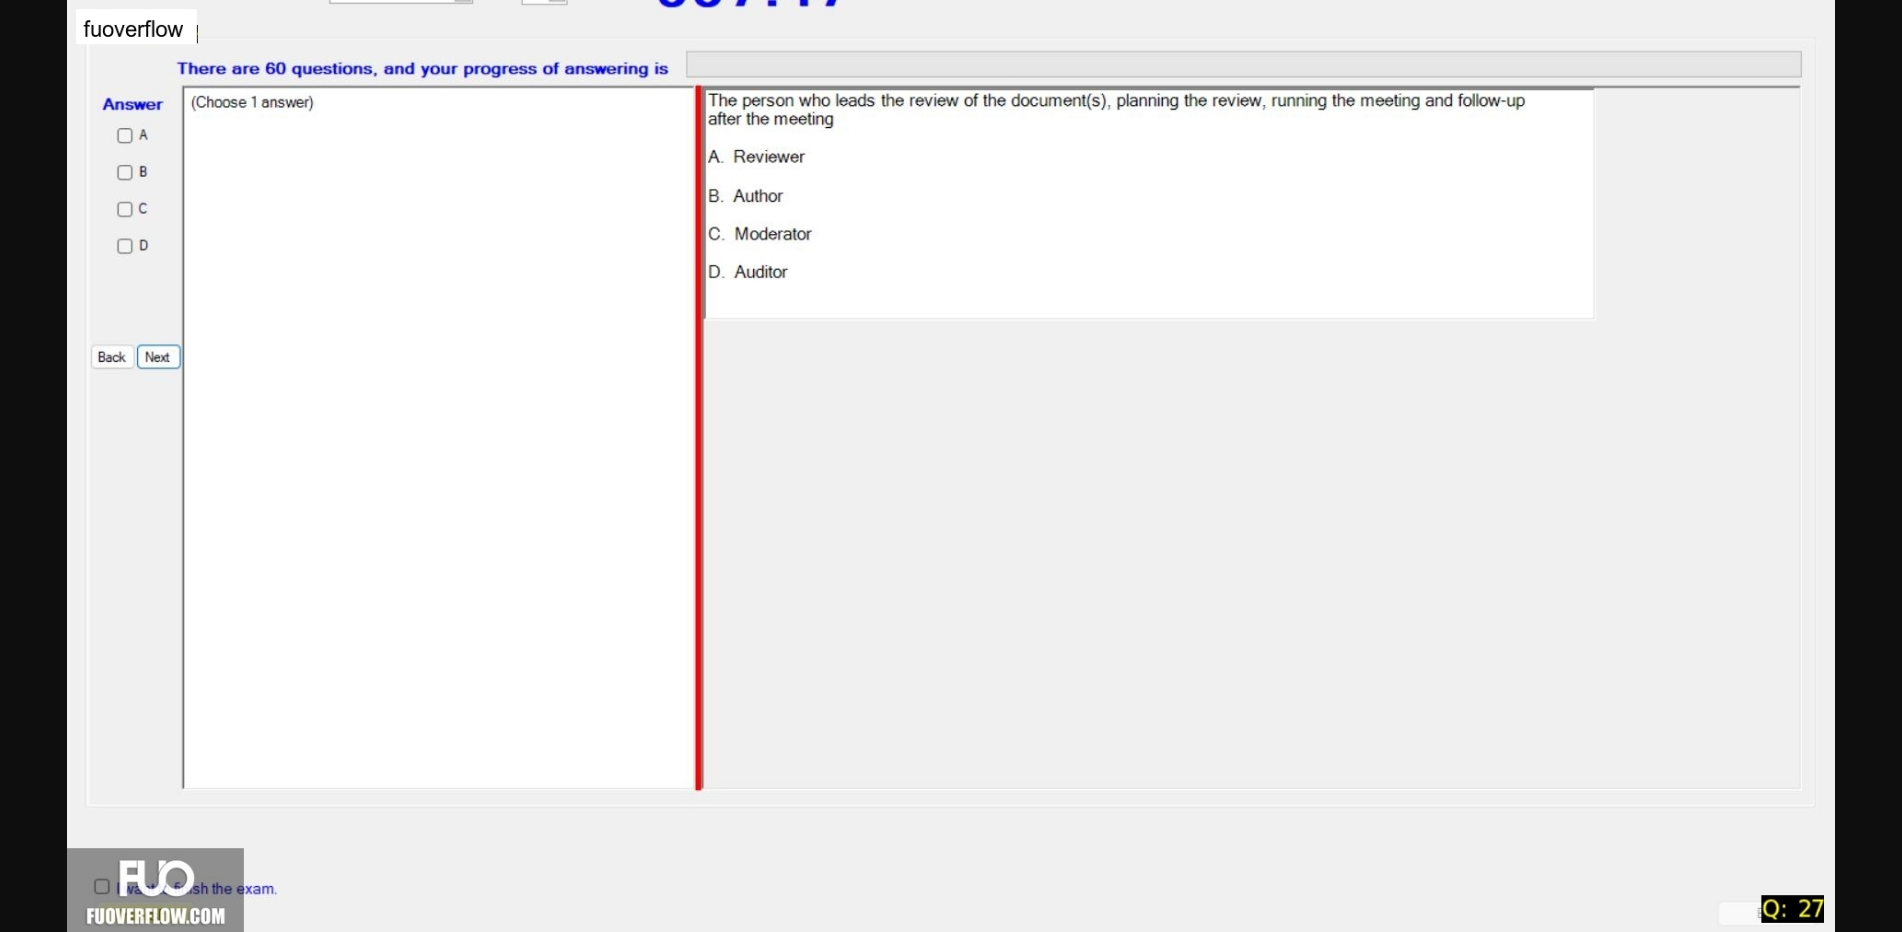 fuoverflow
There are 60 questions, and your progress of answering is
Answer
(Choose 1 answer)
A
B
C
D
Back
Next
The person who leads the review of the document(s), planning the review, running the meeting and follow-up
after the meeting
A. Reviewer
B. Author
C. Moderator
D. Auditor
FUO
sh the exam.
FUOVERFLOW.COM
Q: 27